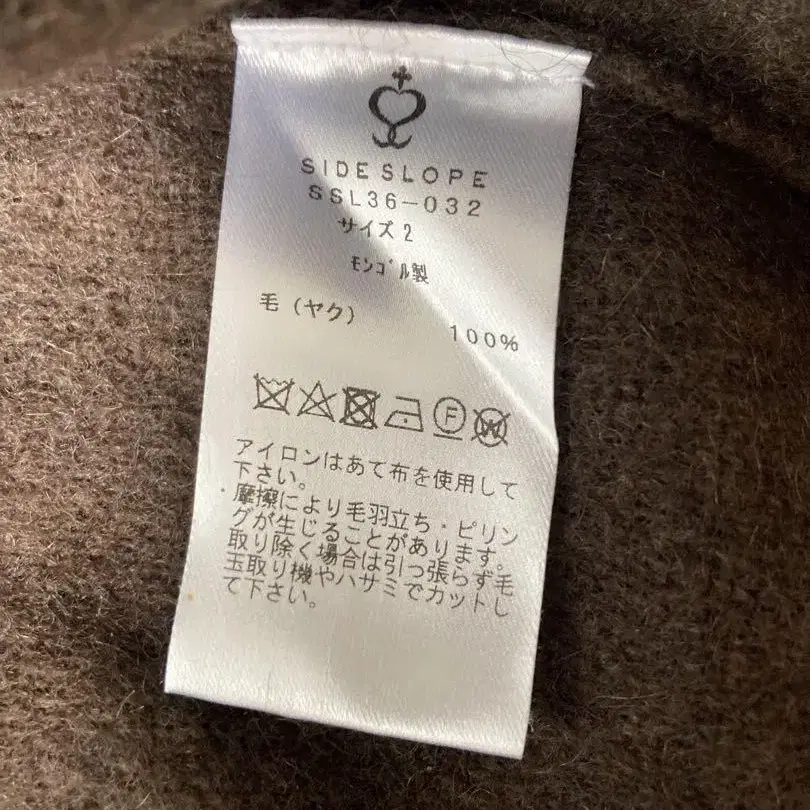 SIDE SLOPE
SSL36-032
サイズ 2
ﾓﾝｺﾞﾙ製
毛（ヤク）
100%
F
W
アイロンはあて布を使用して
下さい。
・摩擦により毛羽立ち・ピリン
グが生じることがあります。
取り除く場合は引っ張らず毛
玉取り機やハサミでカットし
て下さい。